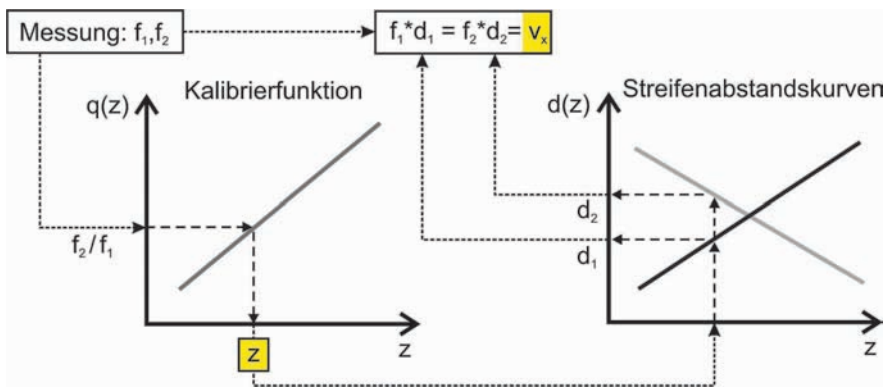 Messung: f₁,f₂
f₁*d₁ = f₂*d₂= vₓ
Kalibrierfunktion
q(z)
f₂/f₁
z
z
Streifenabstandskurven
d(z)
d₂
d₁
z